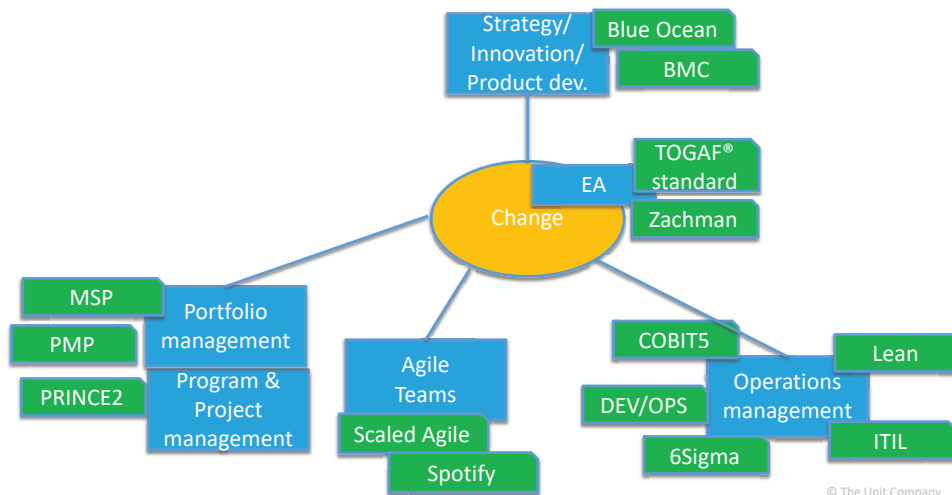 Strategy/
Innovation/
Product dev.
Blue Ocean
BMC
TOGAF®
standard
EA
Zachman
Change
MSP
Portfolio
management
PMP
PRINCE2
Program &
Project
management
Agile
Teams
Scaled Agile
Spotify
COBIT5
Lean
Operations
management
DEV/OPS
6Sigma
ITIL
© The Unit Company